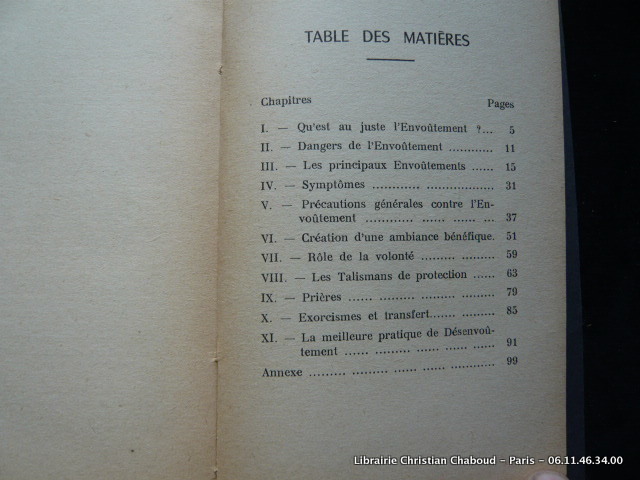 TABLE DES MATIÈRES
Chapitres Pages
I. — Qu'est au juste l'Envoûtement ?... 5
II. — Dangers de l'Envoûtement ............ 11
III. — Les principaux Envoûtements ...... 15
IV. — Symptômes ............ .................. 31
V. — Précautions générales contre l'En-
voûtement ............ ...... ...... ... 37
VI. — Création d'une ambiance bénéfique. 51
VII. — Rôle de la volonté ......... ......... 59
VIII. — Les Talismans de protection ...... 63
IX. — Prières ...... ......... ......... ......... 79
X. — Exorcismes et transfert....... ......... 85
XI. — La meilleure pratique de Désenvoû-
tement ...... ......... ...... ...... ...... 91
Annexe ......... ......... ...... ...... ............ 99
Librairie Christian Chaboud - Paris - 06.11.46.34.00